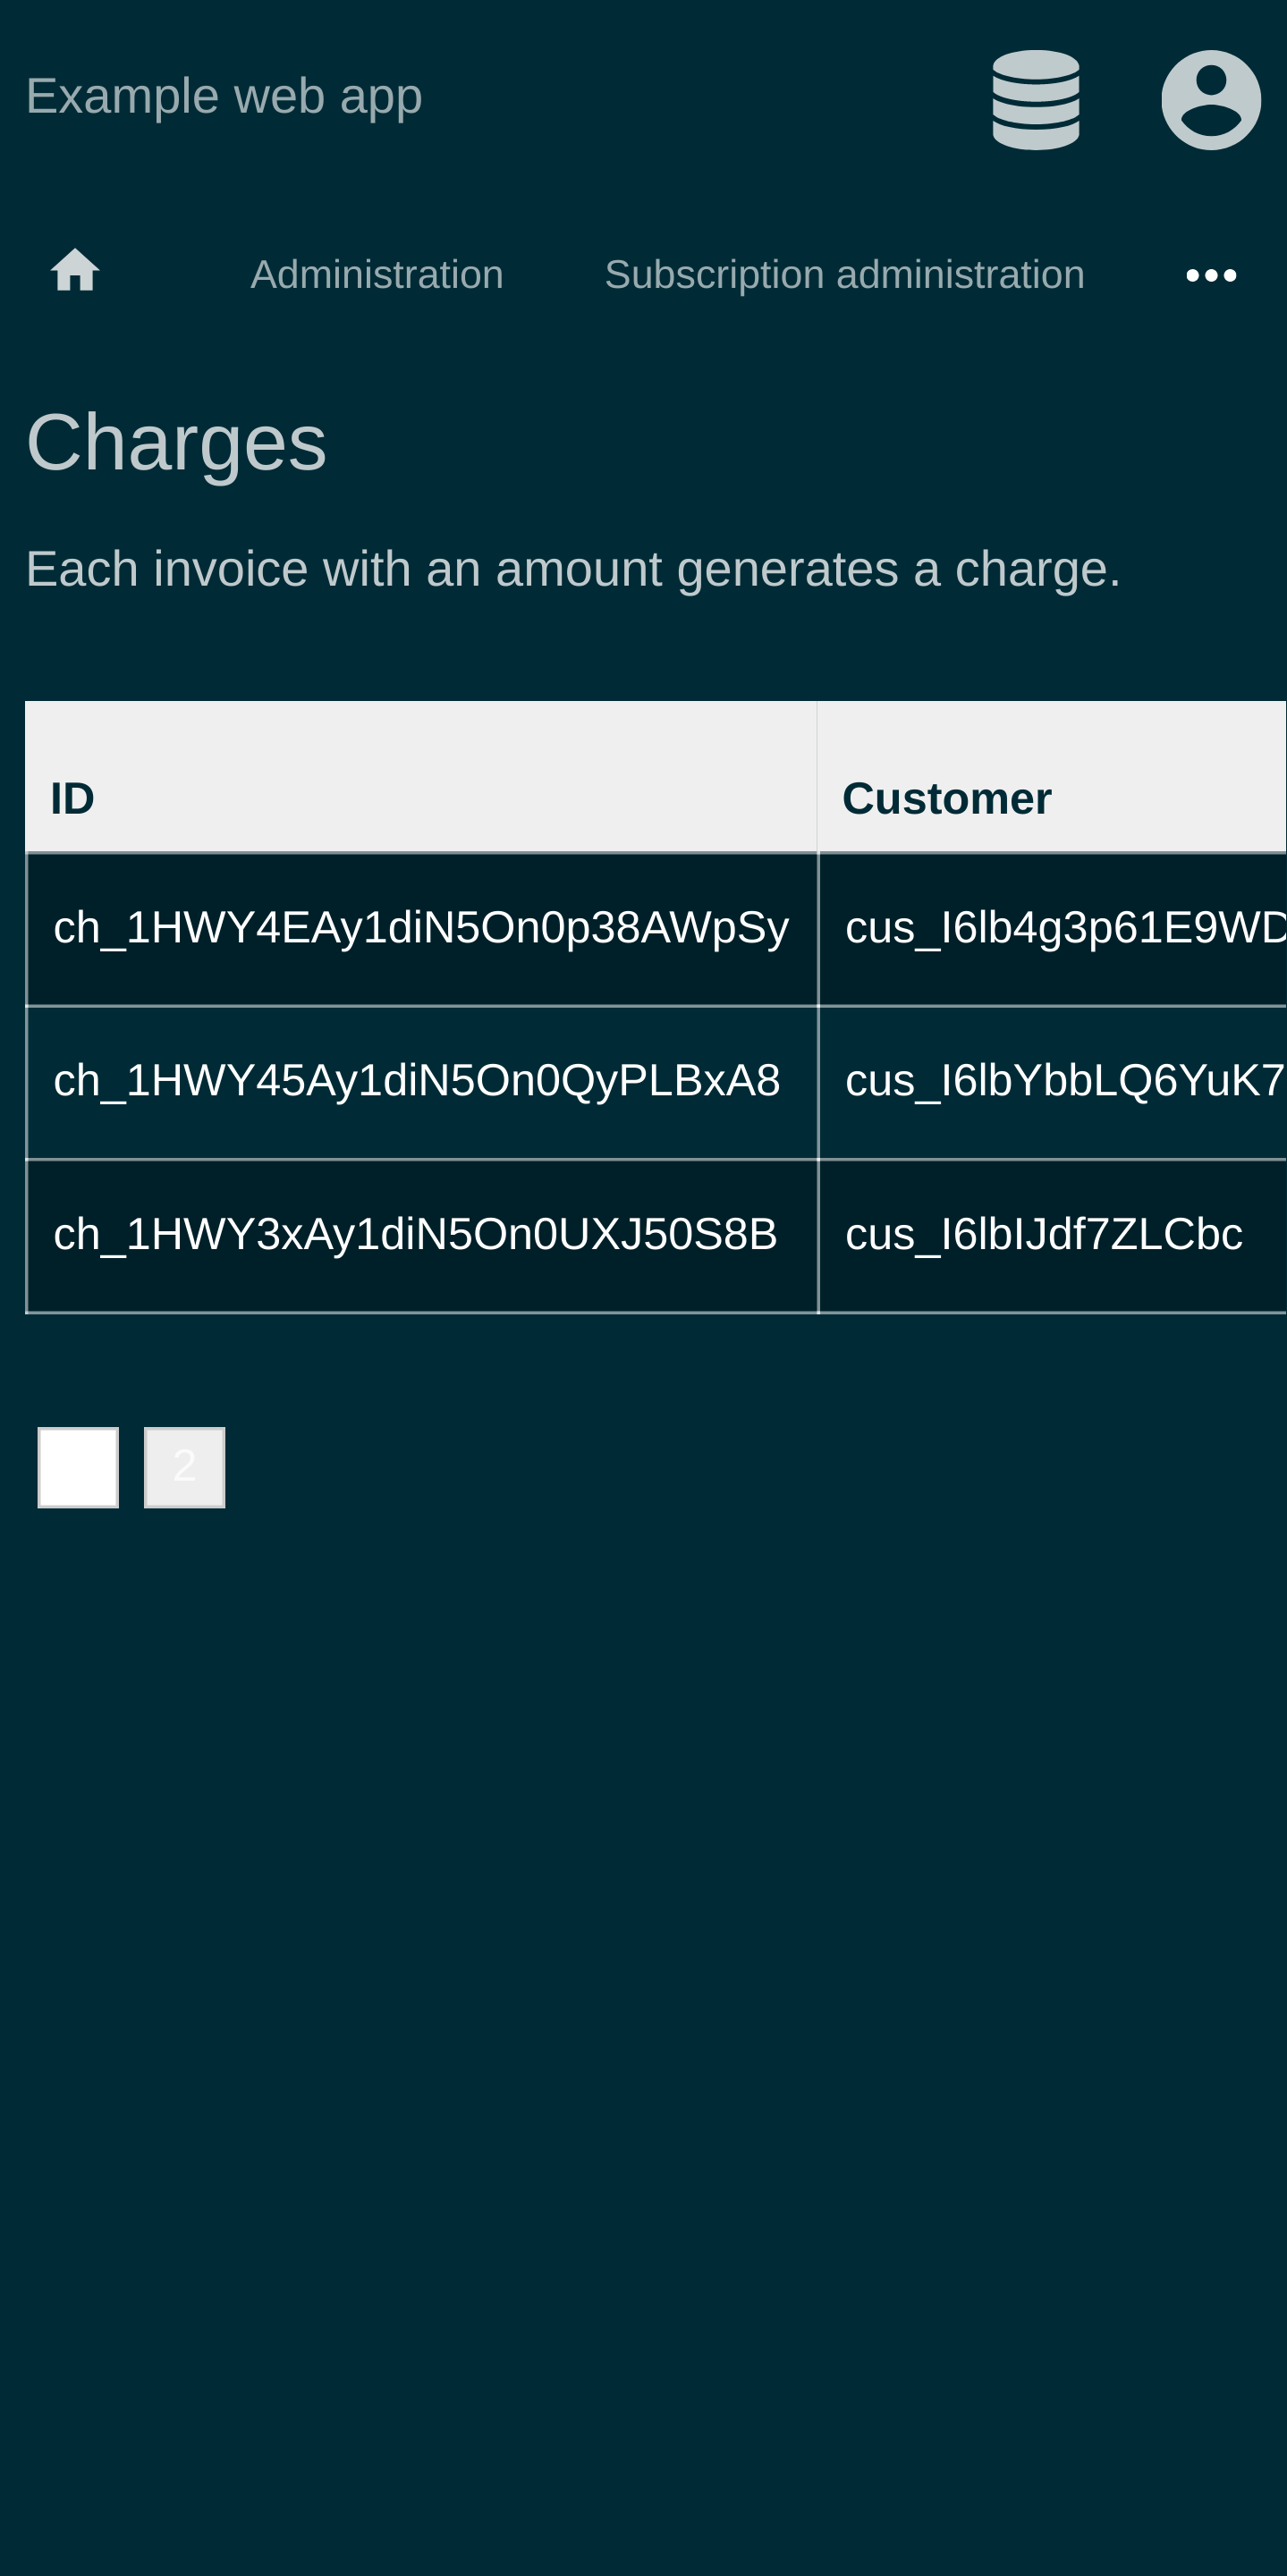 Example web app
Administration Subscription administration
Charges
Each invoice with an amount generates a charge.
ID Customer
ch_1HWY4EAy1diN5On0p38AWpSy cus_I6lb4g3p61E9WD
ch_1HWY45Ay1diN5On0QyPLBxA8 cus_I6lbYbbLQ6YuK7
ch_1HWY3xAy1diN5On0UXJ50S8B cus_I6lbIJdf7ZLCbc
2